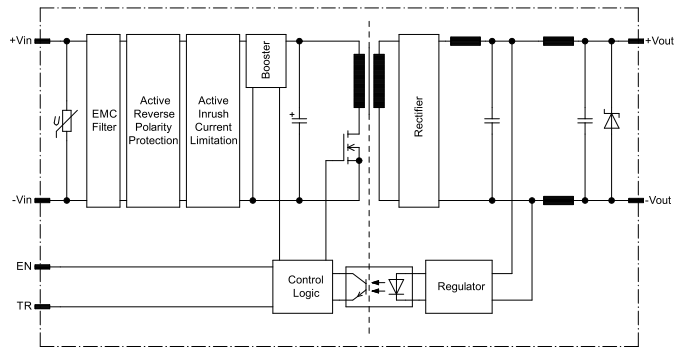 +Vin
+Vout
EMC
Filter
Active
Reverse
Polarity
Protection
Active
Inrush
Current
Limitation
Booster
+
Rectifier
U
-Vin
-Vout
EN
TR
Control
Logic
Regulator